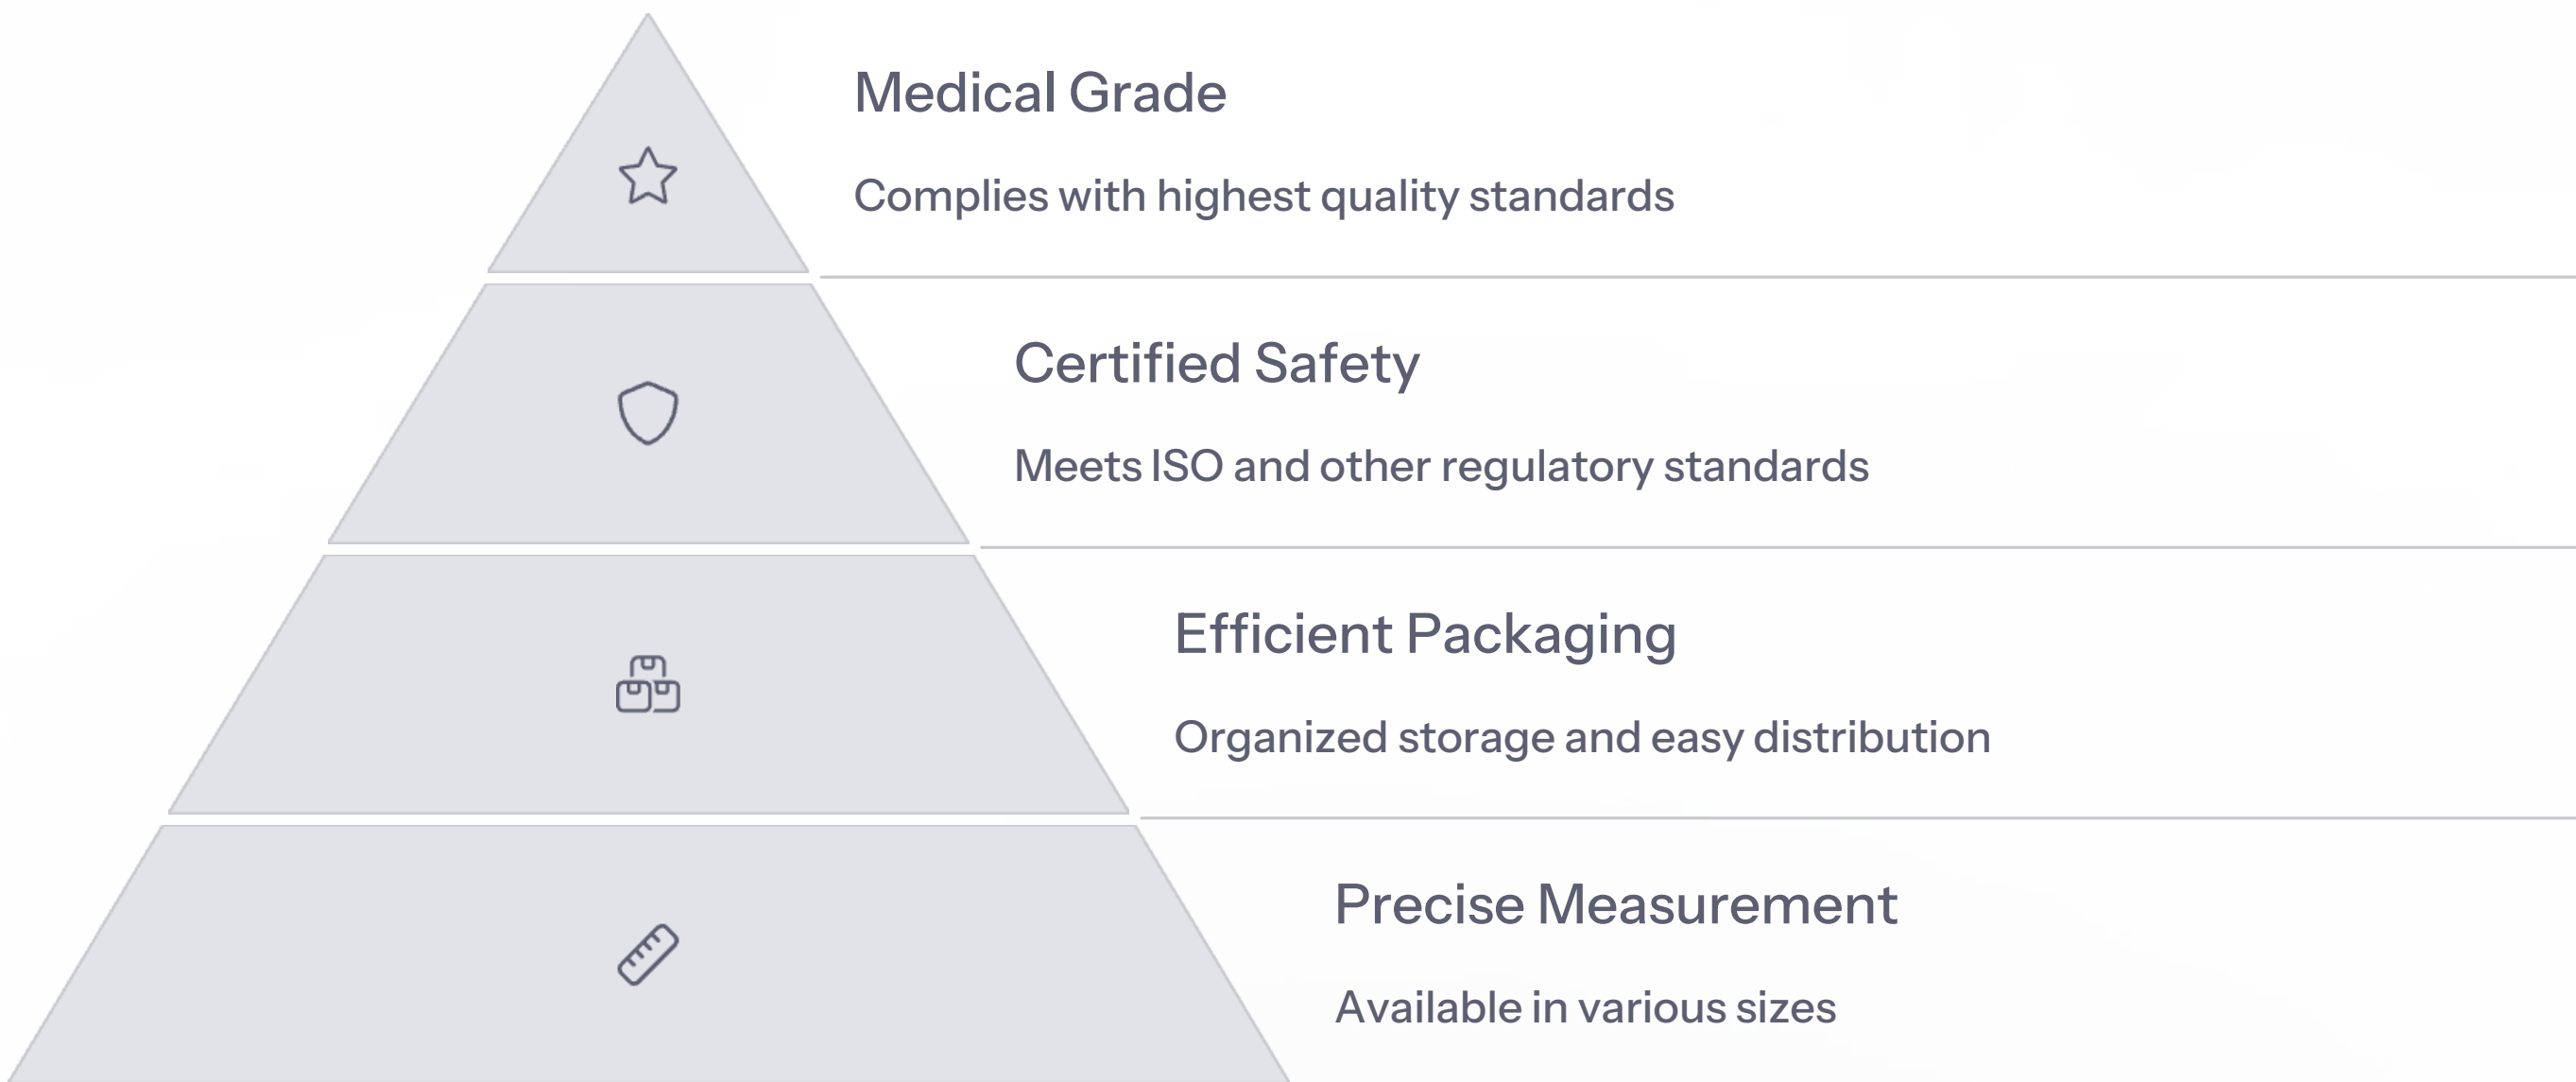 Medical Grade
Complies with highest quality standards
Certified Safety
Meets ISO and other regulatory standards
Efficient Packaging
Organized storage and easy distribution
Precise Measurement
Available in various sizes